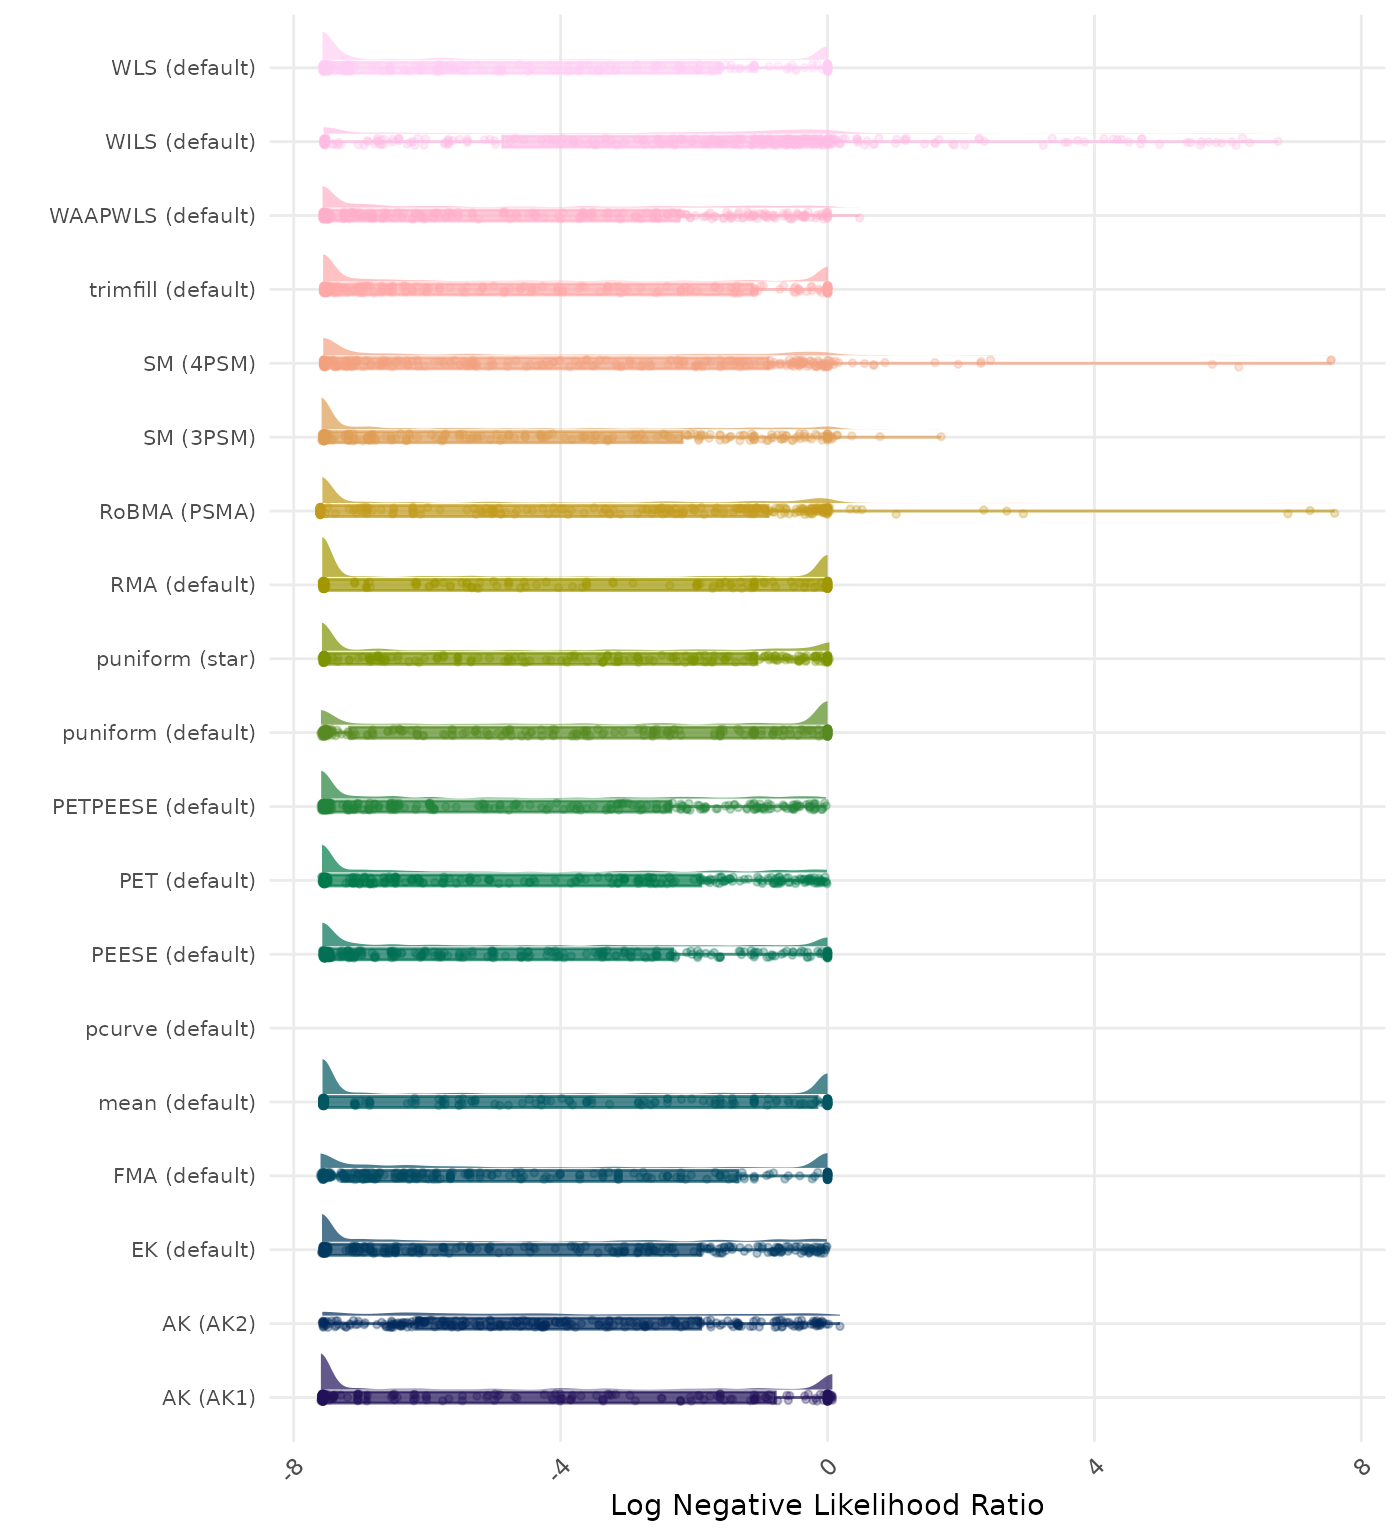 WLS (default)
WILS (default)
WAAPWLS (default)
trimfill (default)
SM (4PSM)
SM (3PSM)
RoBMA (PSMA)
RMA (default)
puniform (star)
puniform (default)
PETPEESE (default)
PET (default)
PEESE (default)
pcurve (default)
mean (default)
FMA (default)
EK (default)
AK (AK2)
AK (AK1)
-8 -4 0 4 8
Log Negative Likelihood Ratio